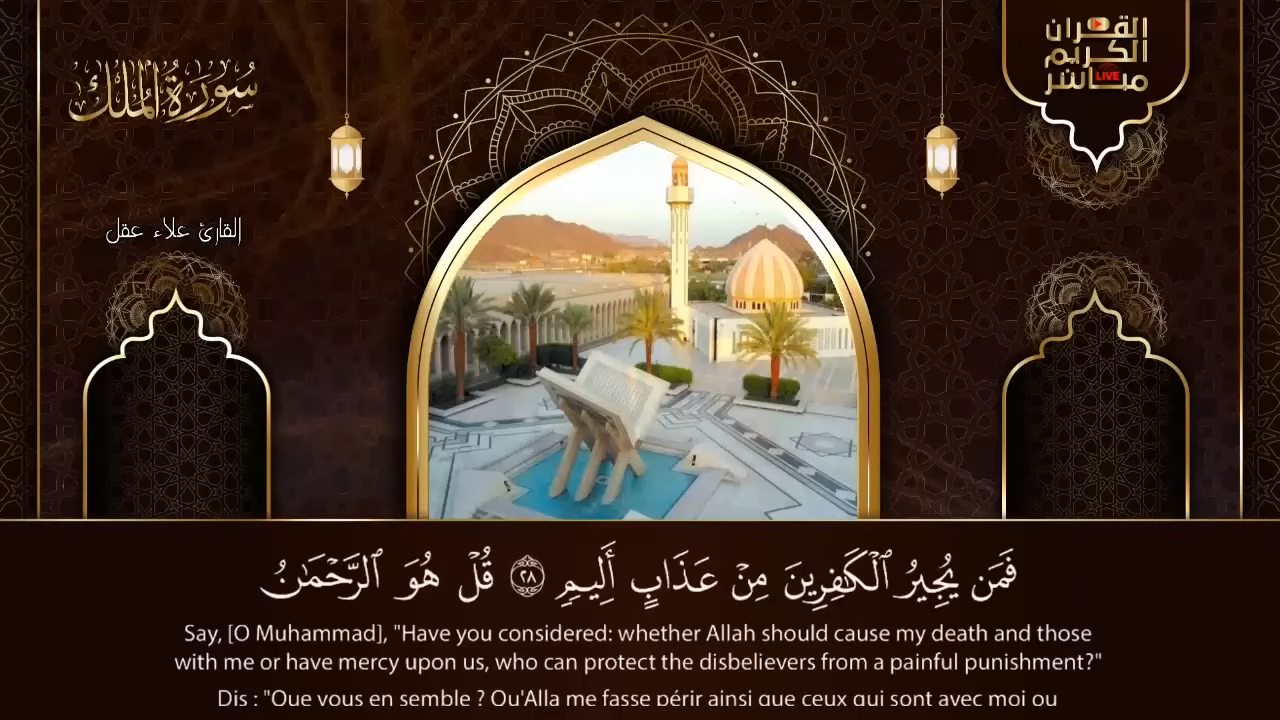 سُورَةُ المُلْك
القرآن
الكريم
مباشر
LIVE
القارئ علاء عقل
فَمَن يُجِيرُ ٱلْكَٰفِرِينَ مِنْ عَذَابٍ أَلِيمٍ ٢٨ قُلْ هُوَ ٱلرَّحْمَٰنُ
Say, [O Muhammad], "Have you considered: whether Allah should cause my death and those
with me or have mercy upon us, who can protect the disbelievers from a painful punishment?"
Dis : "Que vous en semble ? Qu'Alla me fasse périr ainsi que ceux qui sont avec moi ou